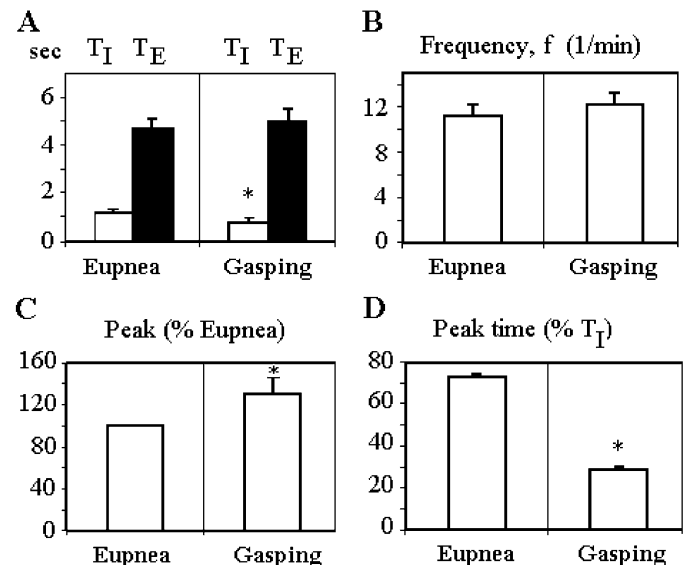 A
sec T_I T_E T_I T_E
6
4
2
0
*
Eupnea Gasping
B
Frequency, f (1/min)
12
8
4
0
Eupnea Gasping
C
Peak (% Eupnea)
160
120
80
40
0
*
Eupnea Gasping
D
Peak time (% T_I)
80
60
40
20
0
*
Eupnea Gasping